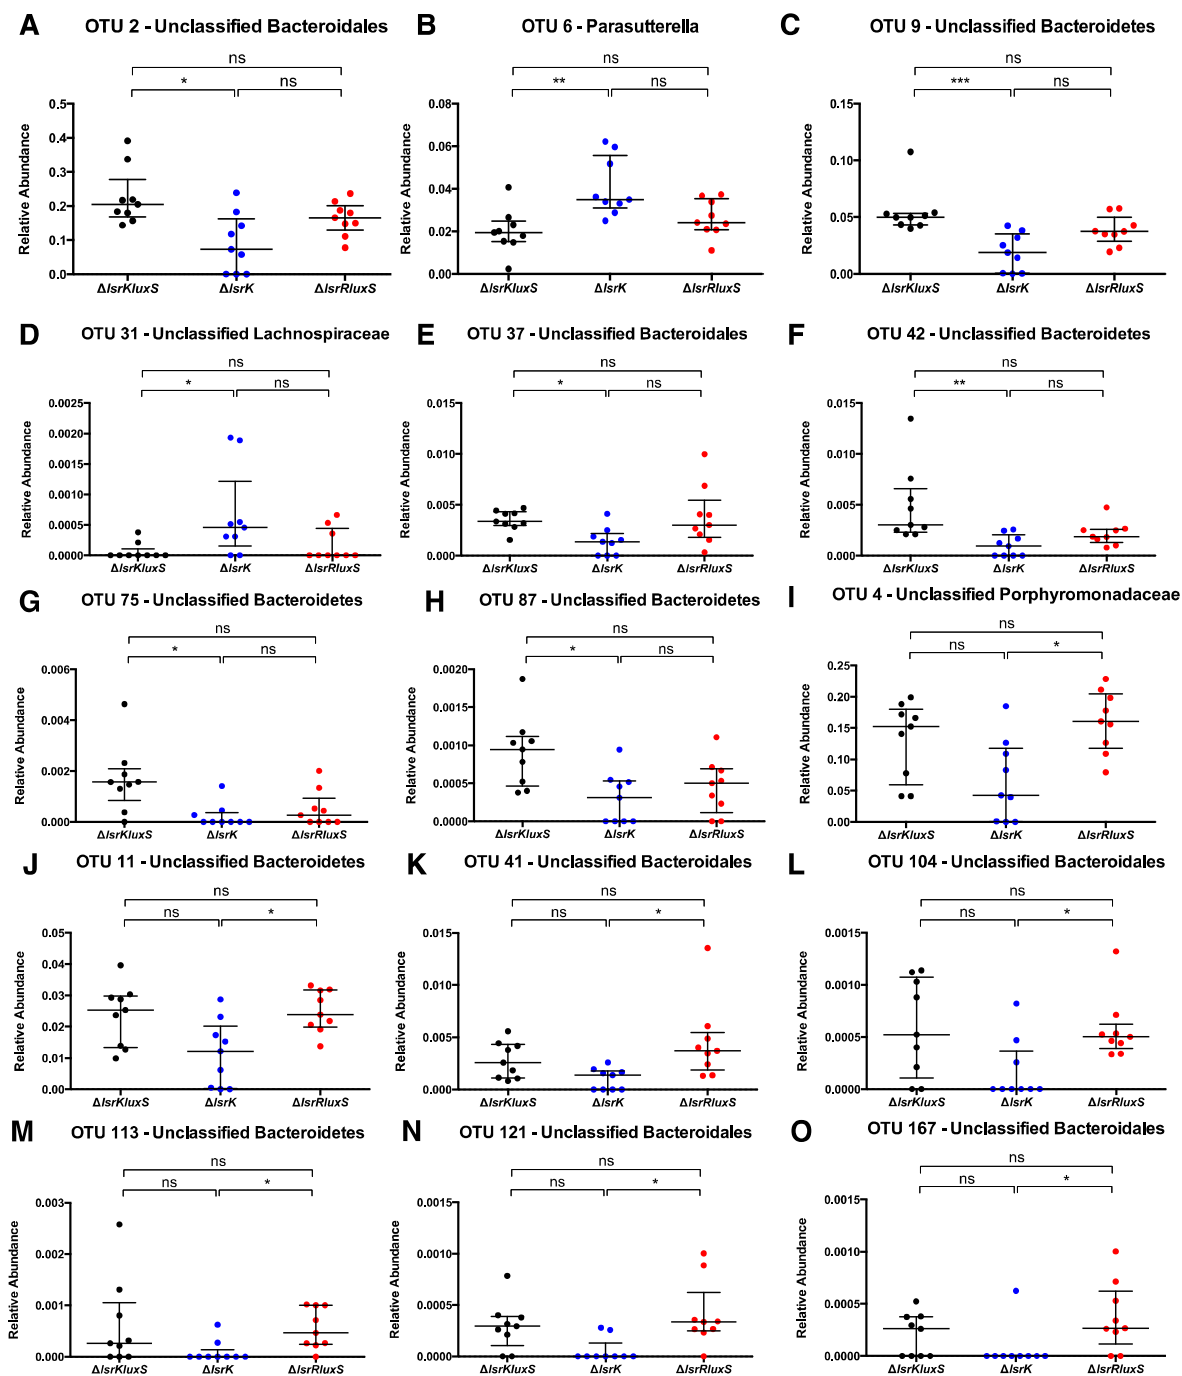 A OTU 2 - Unclassified Bacteroidales
ns
* ns
Relative Abundance
0.5
0.4
0.3
0.2
0.1
0.0
ΔlsrKluxS ΔlsrK ΔlsrRluxS
B OTU 6 - Parasutterella
ns
** ns
Relative Abundance
0.08
0.06
0.04
0.02
0.00
ΔlsrKluxS ΔlsrK ΔlsrRluxS
C OTU 9 - Unclassified Bacteroidetes
ns
*** ns
Relative Abundance
0.15
0.10
0.05
0.00
ΔlsrKluxS ΔlsrK ΔlsrRluxS
D OTU 31 - Unclassified Lachnospiraceae
ns
* ns
Relative Abundance
0.0025
0.0020
0.0015
0.0010
0.0005
0.0000
ΔlsrKluxS ΔlsrK ΔlsrRluxS
E OTU 37 - Unclassified Bacteroidales
ns
* ns
Relative Abundance
0.015
0.010
0.005
0.000
ΔlsrKluxS ΔlsrK ΔlsrRluxS
F OTU 42 - Unclassified Bacteroidetes
ns
** ns
Relative Abundance
0.015
0.010
0.005
0.000
ΔlsrKluxS ΔlsrK ΔlsrRluxS
G OTU 75 - Unclassified Bacteroidetes
ns
* ns
Relative Abundance
0.006
0.004
0.002
0.000
ΔlsrKluxS ΔlsrK ΔlsrRluxS
H OTU 87 - Unclassified Bacteroidetes
ns
* ns
Relative Abundance
0.0020
0.0015
0.0010
0.0005
0.0000
ΔlsrKluxS ΔlsrK ΔlsrRluxS
I OTU 4 - Unclassified Porphyromonadaceae
ns
ns *
Relative Abundance
0.25
0.20
0.15
0.10
0.05
0.00
ΔlsrKluxS ΔlsrK ΔlsrRluxS
J OTU 11 - Unclassified Bacteroidetes
ns
ns *
Relative Abundance
0.05
0.04
0.03
0.02
0.01
0.00
ΔlsrKluxS ΔlsrK ΔlsrRluxS
K OTU 41 - Unclassified Bacteroidales
ns
ns *
Relative Abundance
0.015
0.010
0.005
0.000
ΔlsrKluxS ΔlsrK ΔlsrRluxS
L OTU 104 - Unclassified Bacteroidales
ns
ns *
Relative Abundance
0.0015
0.0010
0.0005
0.0000
ΔlsrKluxS ΔlsrK ΔlsrRluxS
M OTU 113 - Unclassified Bacteroidetes
ns
ns *
Relative Abundance
0.003
0.002
0.001
0.000
ΔlsrKluxS ΔlsrK ΔlsrRluxS
N OTU 121 - Unclassified Bacteroidales
ns
ns *
Relative Abundance
0.0015
0.0010
0.0005
0.0000
ΔlsrKluxS ΔlsrK ΔlsrRluxS
O OTU 167 - Unclassified Bacteroidales
ns
ns *
Relative Abundance
0.0015
0.0010
0.0005
0.0000
ΔlsrKluxS ΔlsrK ΔlsrRluxS